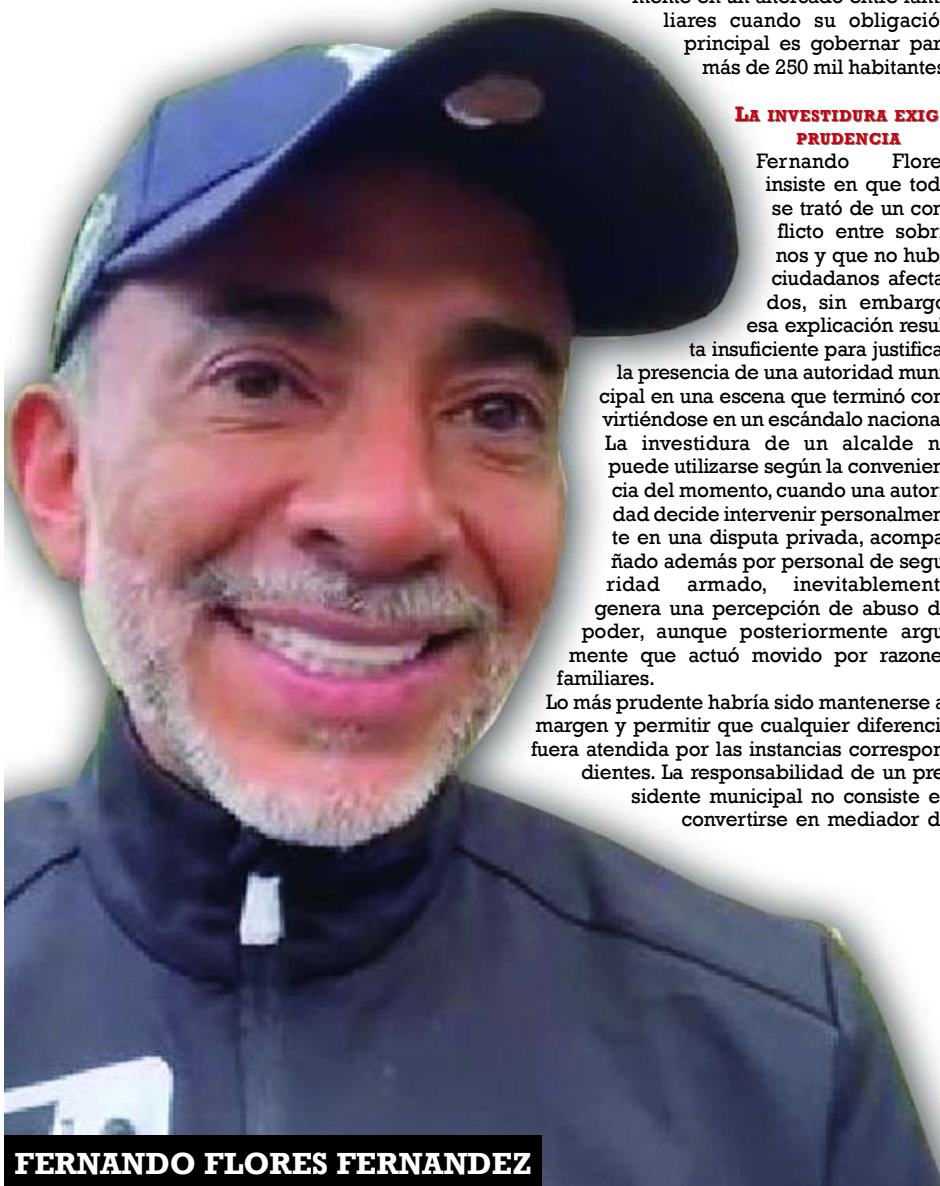 liares cuando su obligació
principal es gobernar par
más de 250 mil habitantes
LA INVESTIDURA EXIG
PRUDENCIA
Fernando Flore
insiste en que tod
se trató de un con
flicto entre sobri
nos y que no hub
ciudadanos afecta
dos, sin embargo
esa explicación resul
ta insuficiente para justifica
la presencia de una autoridad muni
cipal en una escena que terminó con
virtiéndose en un escándalo naciona
La investidura de un alcalde n
puede utilizarse según la convenien
cia del momento, cuando una autori
dad decide intervenir personalmen
te en una disputa privada, acompa
ñado además por personal de segu
ridad armado, inevitablement
genera una percepción de abuso d
poder, aunque posteriormente argu
mente que actuó movido por razone
familiares.
Lo más prudente habría sido mantenerse a
margen y permitir que cualquier diferenci
fuera atendida por las instancias correspon
dientes. La responsabilidad de un pre
sidente municipal no consiste e
convertirse en mediador d
FERNANDO FLORES FERNANDEZ